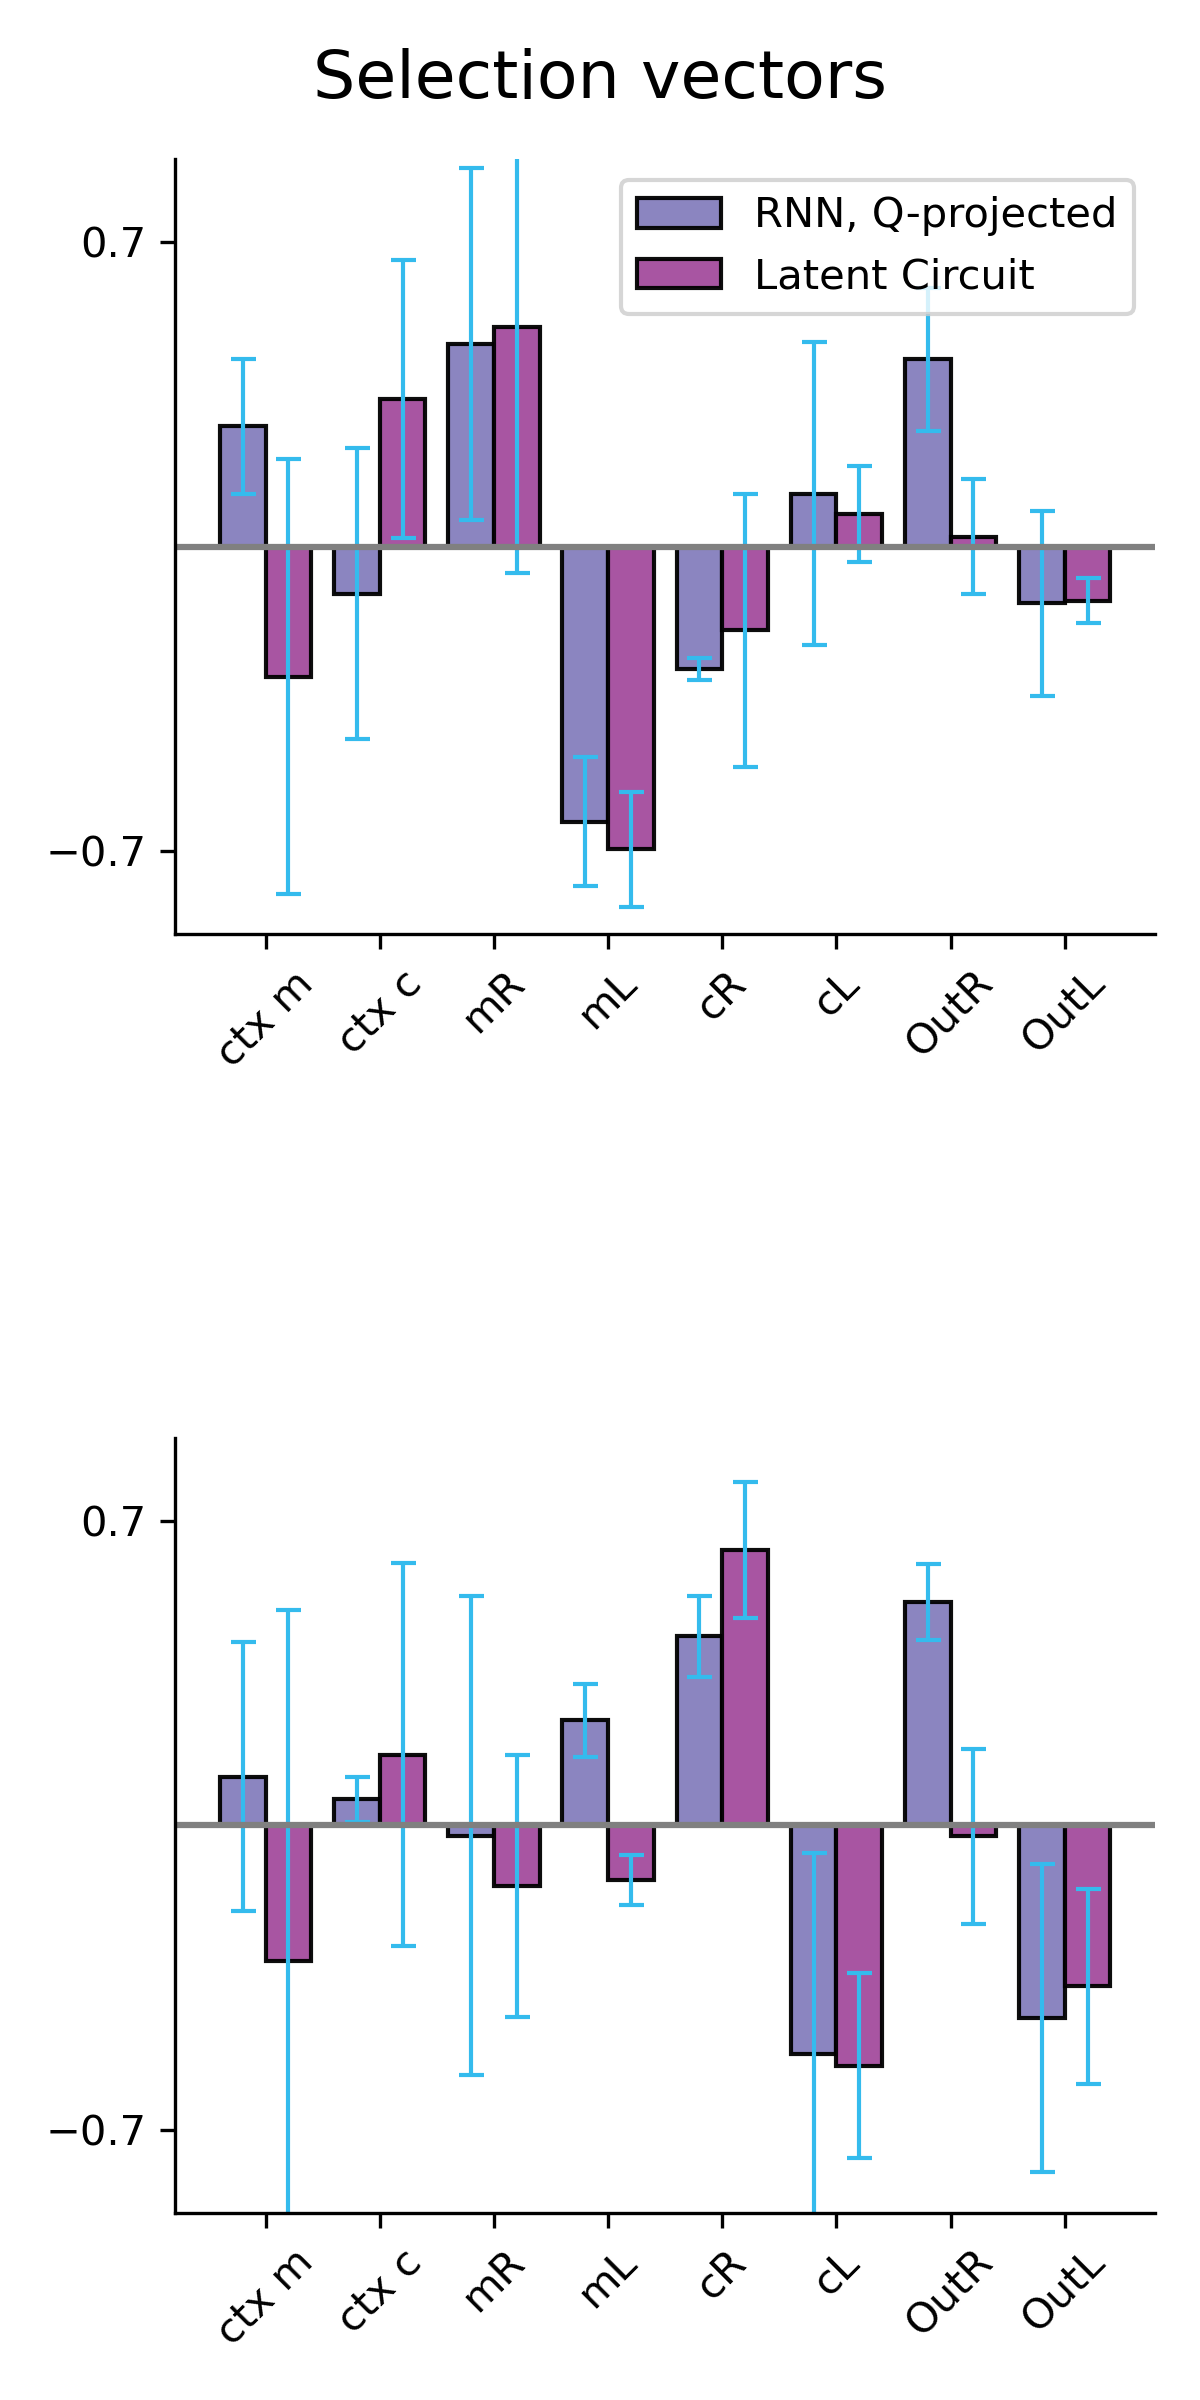 Selection vectors
RNN, Q-projected
Latent Circuit
0.7
−0.7
ctx m
ctx c
mR
mL
cR
cL
OutR
OutL
0.7
−0.7
ctx m
ctx c
mR
mL
cR
cL
OutR
OutL